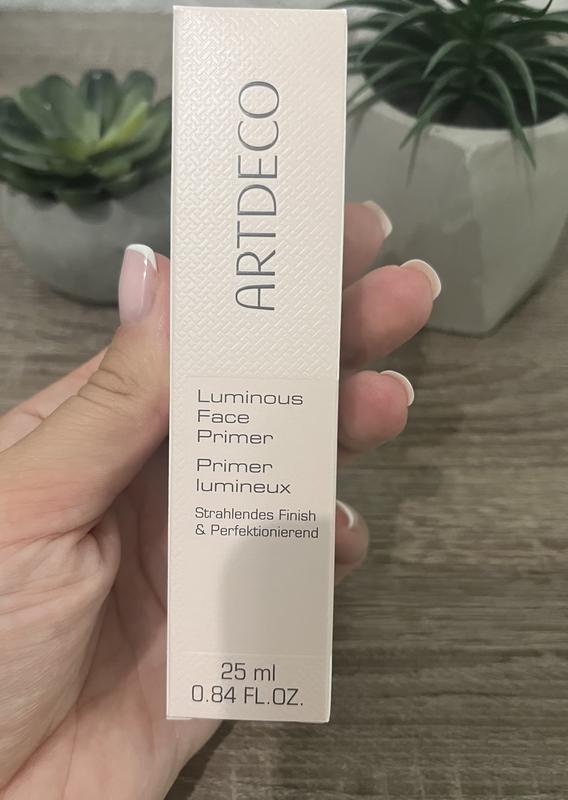 ARTDECO
Luminous
Face
Primer
Primer
lumineux
Strahlendes Finish
& Perfektionierend
25 ml
0.84 FL.OZ.